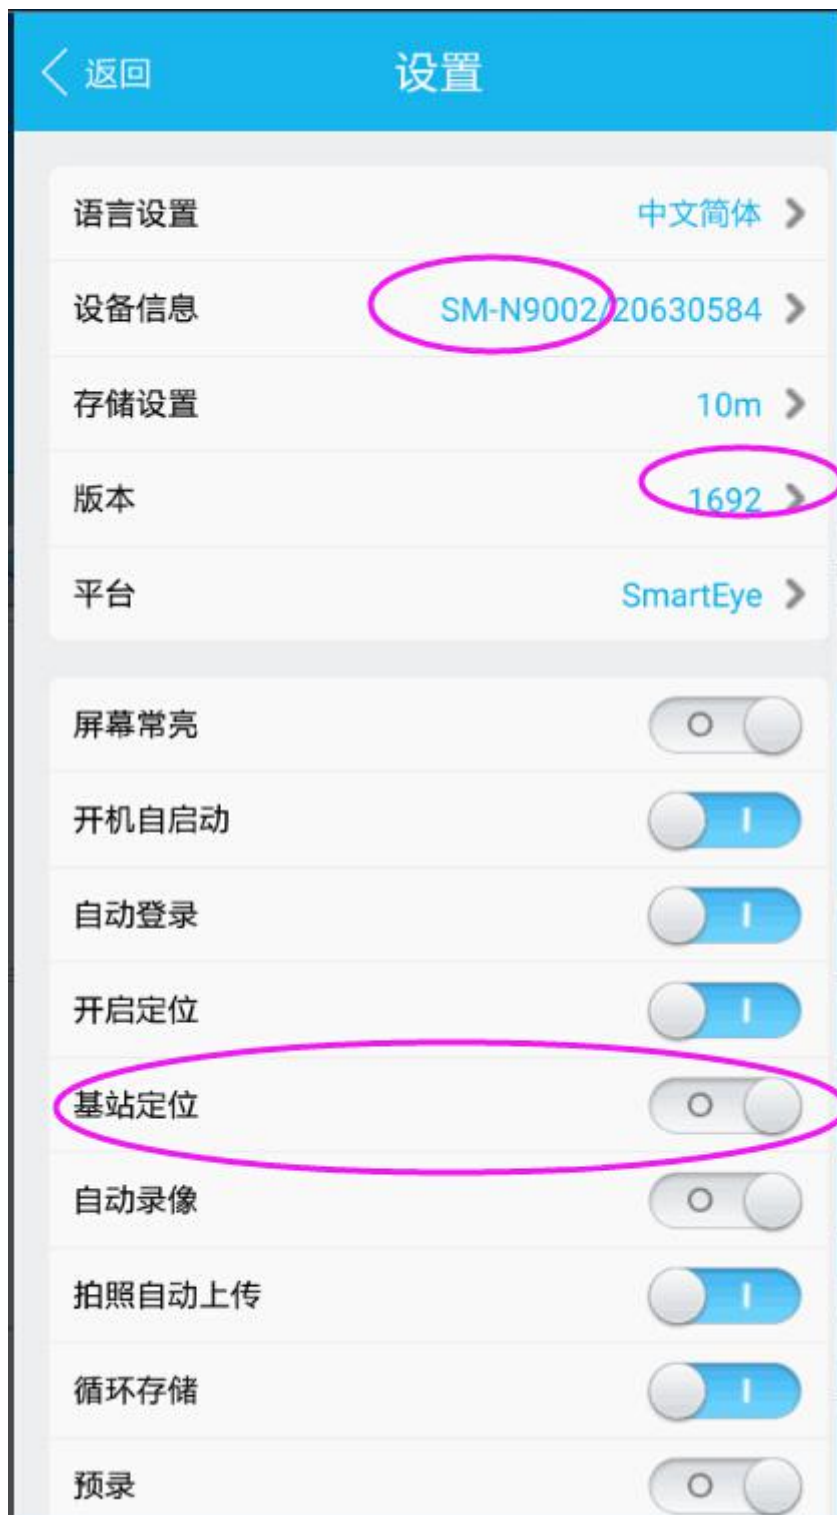 返回
设置
语言设置 中文简体
设备信息 SM-N9002/20630584
存储设置 10m
版本 1692
平台 SmartEye
屏幕常亮
开机自启动
自动登录
开启定位
基站定位
自动录像
拍照自动上传
循环存储
预录